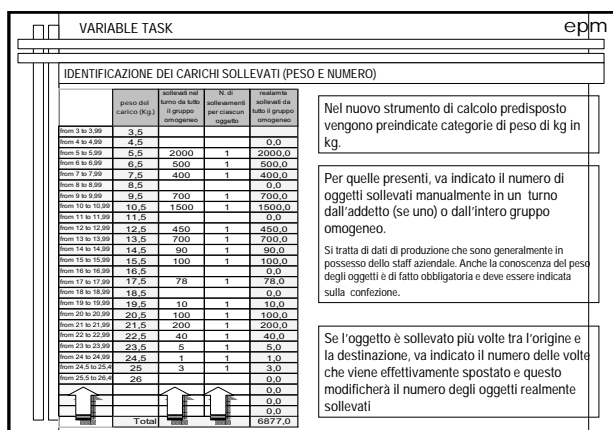 VARIABLE TASK
epm
IDENTIFICAZIONE DEI CARICHI SOLLEVATI (PESO E NUMERO)
peso del carico (Kg.) sollevati nel turno da tutto il gruppo omogeneo N. di sollevamenti per ciascun oggetto realamte sollevati da tutto il gruppo omogeneo
from 3 to 3,99 3,5
from 4 to 4,99 4,5 0,0
from 5 to 5,99 5,5 2000 1 2000,0
from 6 to 6,99 6,5 500 1 500,0
from 7 to 7,99 7,5 400 1 400,0
from 8 to 8,99 8,5 0,0
from 9 to 9,99 9,5 700 1 700,0
from 10 to 10,99 10,5 1500 1 1500,0
from 11 to 11,99 11,5 0,0
from 12 to 12,99 12,5 450 1 450,0
from 13 to 13,99 13,5 700 1 700,0
from 14 to 14,99 14,5 90 1 90,0
from 15 to 15,99 15,5 100 1 100,0
from 16 to 16,99 16,5 0,0
from 17 to 17,99 17,5 78 1 78,0
from 18 to 18,99 18,5 0,0
from 19 to 19,99 19,5 10 1 10,0
from 20 to 20,99 20,5 100 1 100,0
from 21 to 21,99 21,5 200 1 200,0
from 22 to 22,99 22,5 40 1 40,0
from 23 to 23,99 23,5 5 1 5,0
from 24 to 24,99 24,5 1 1 1,0
from 24,5 to 25,4 25 3 1 3,0
from 25,5 to 26,4 26 0,0
0,0
0,0
0,0
Total 6877,0
Nel nuovo strumento di calcolo predisposto
vengono preindicate categorie di peso di kg in
kg.
Per quelle presenti, va indicato il numero di
oggetti sollevati manualmente in un turno
dall'addetto (se uno) o dall'intero gruppo
omogeneo.
Si tratta di dati di produzione che sono generalmente in
possesso dello staff aziendale. Anche la conoscenza del peso
degli oggetti è di fatto obbligatoria e deve essere indicata
sulla confezione.
Se l'oggetto è sollevato più volte tra l'origine e
la destinazione, va indicato il numero delle volte
che viene effettivamente spostato e questo
modificherà il numero degli oggetti realmente
sollevati